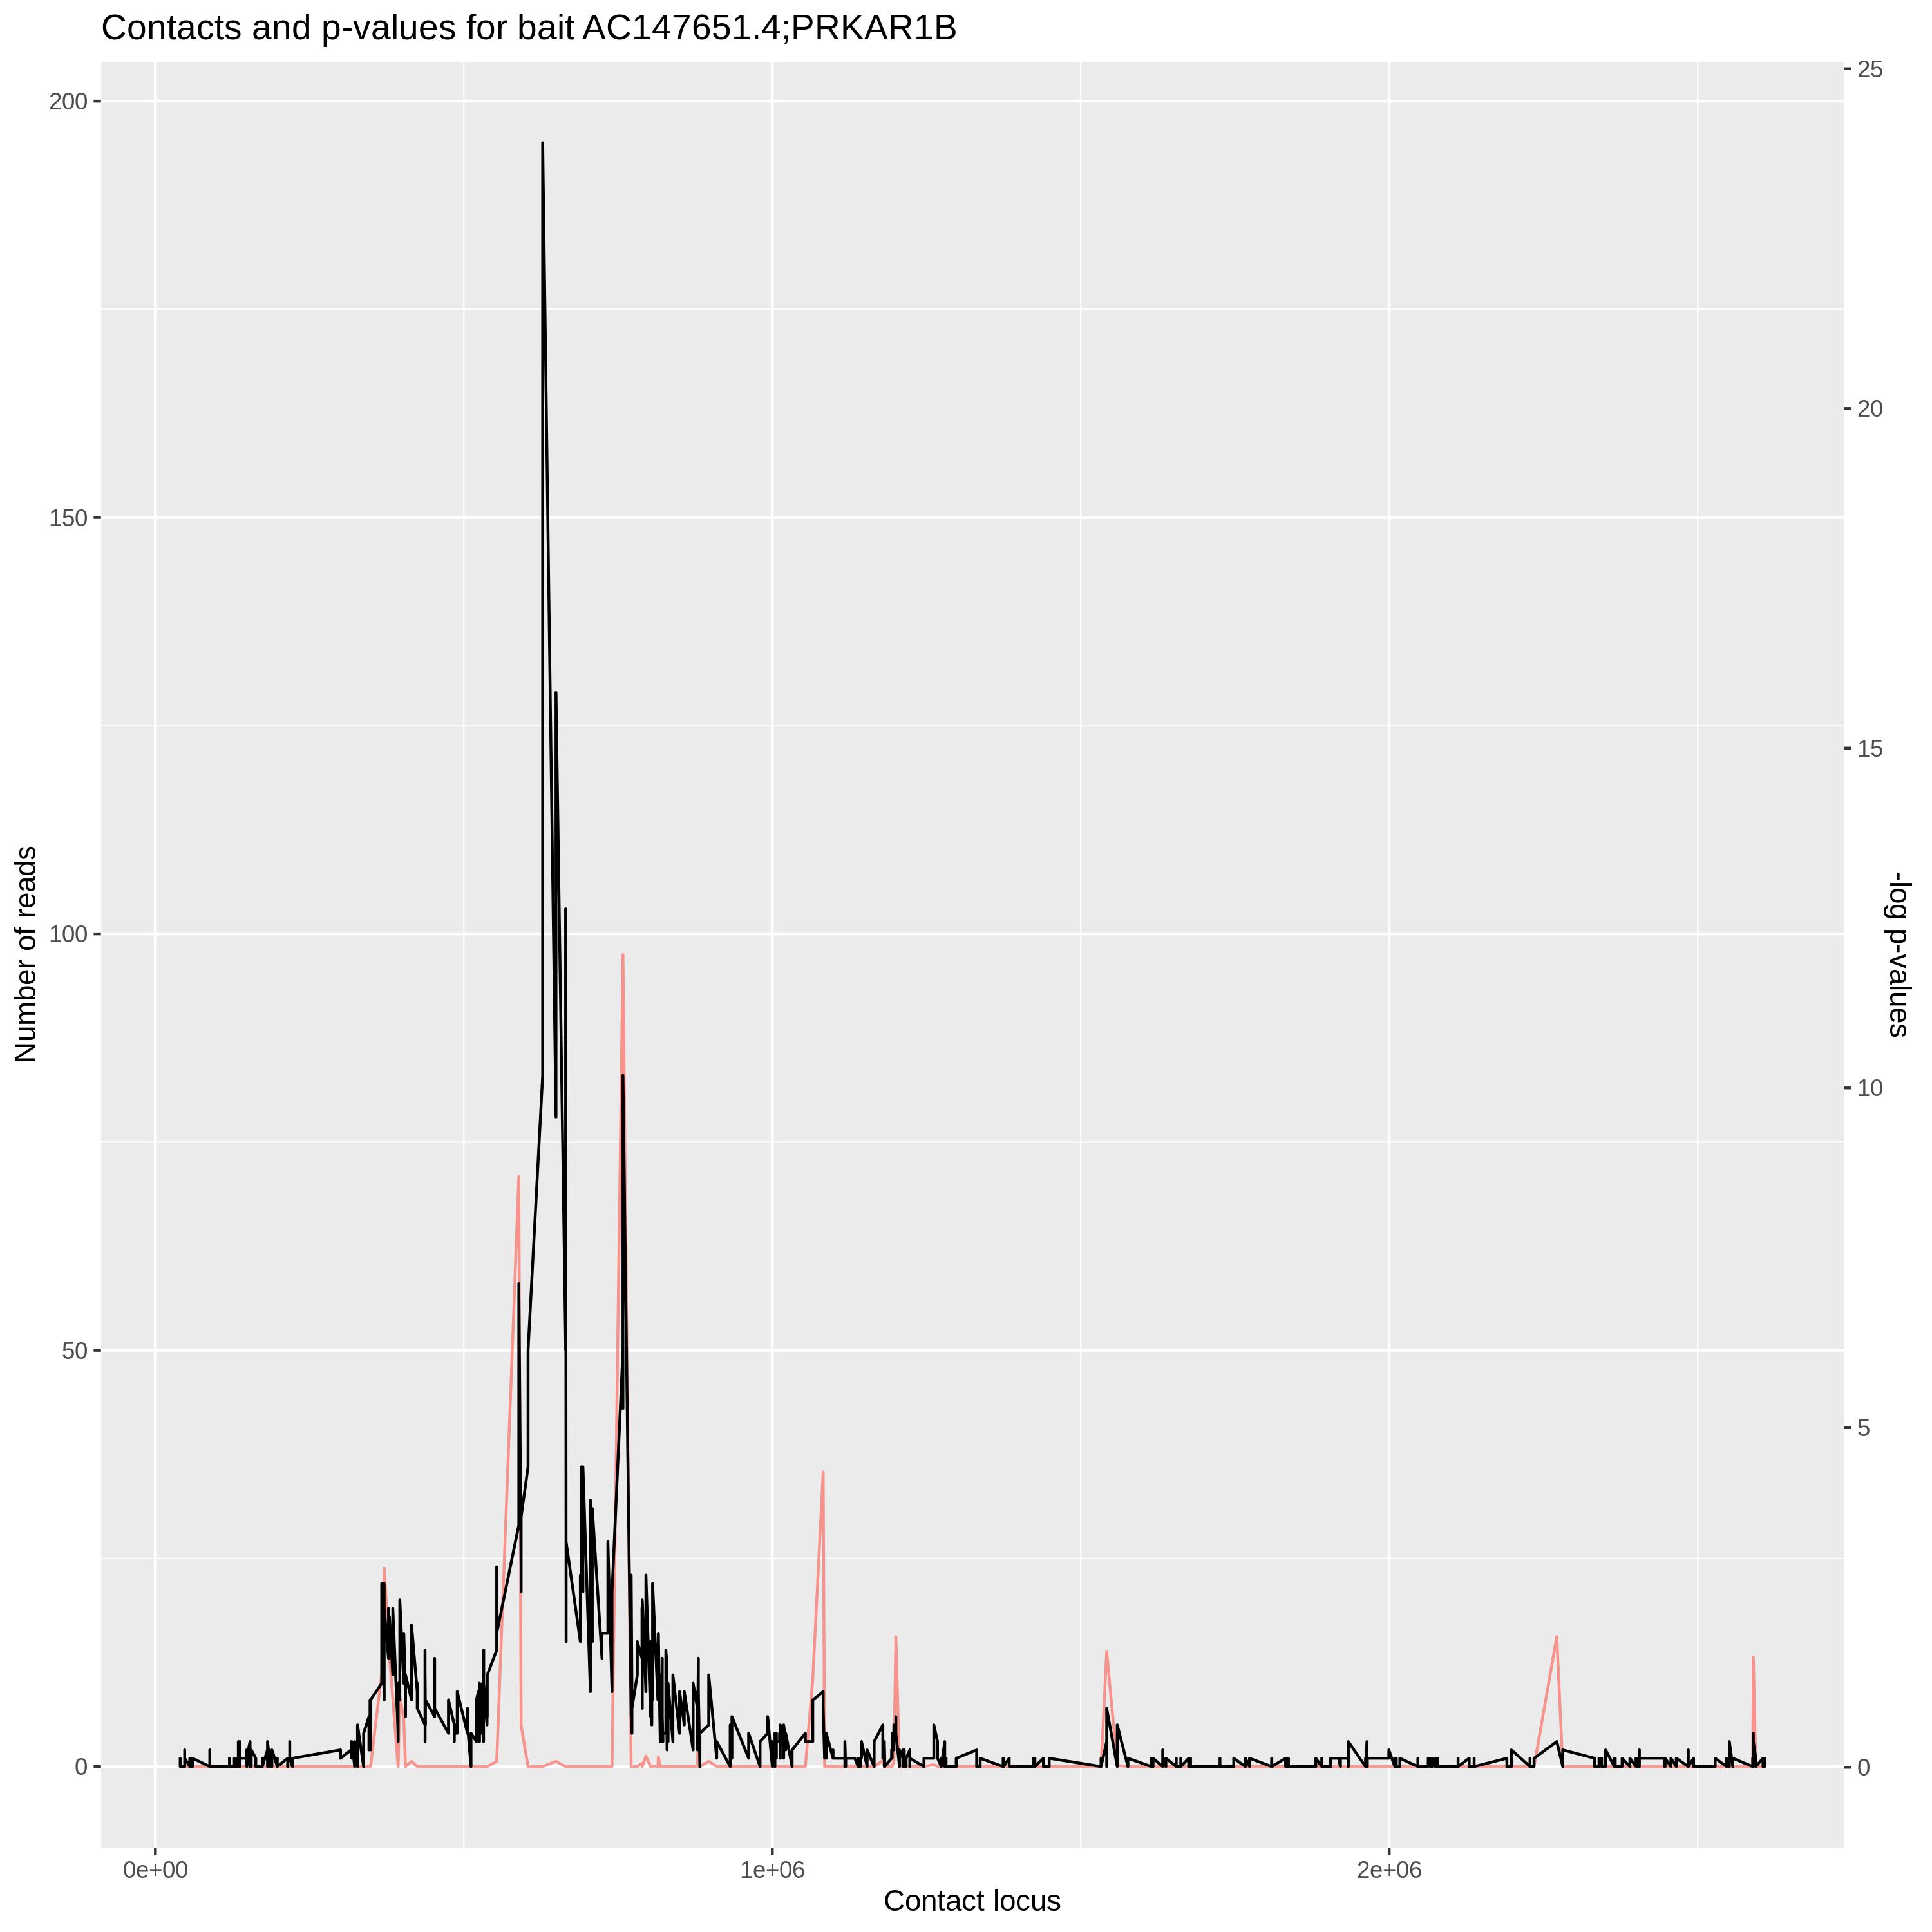 Contacts and p-values for bait AC147651.4;PRKAR1B
200
150
100
50
0
Number of reads
25
20
15
10
5
0
-log p-values
0e+00
1e+06
2e+06
Contact locus